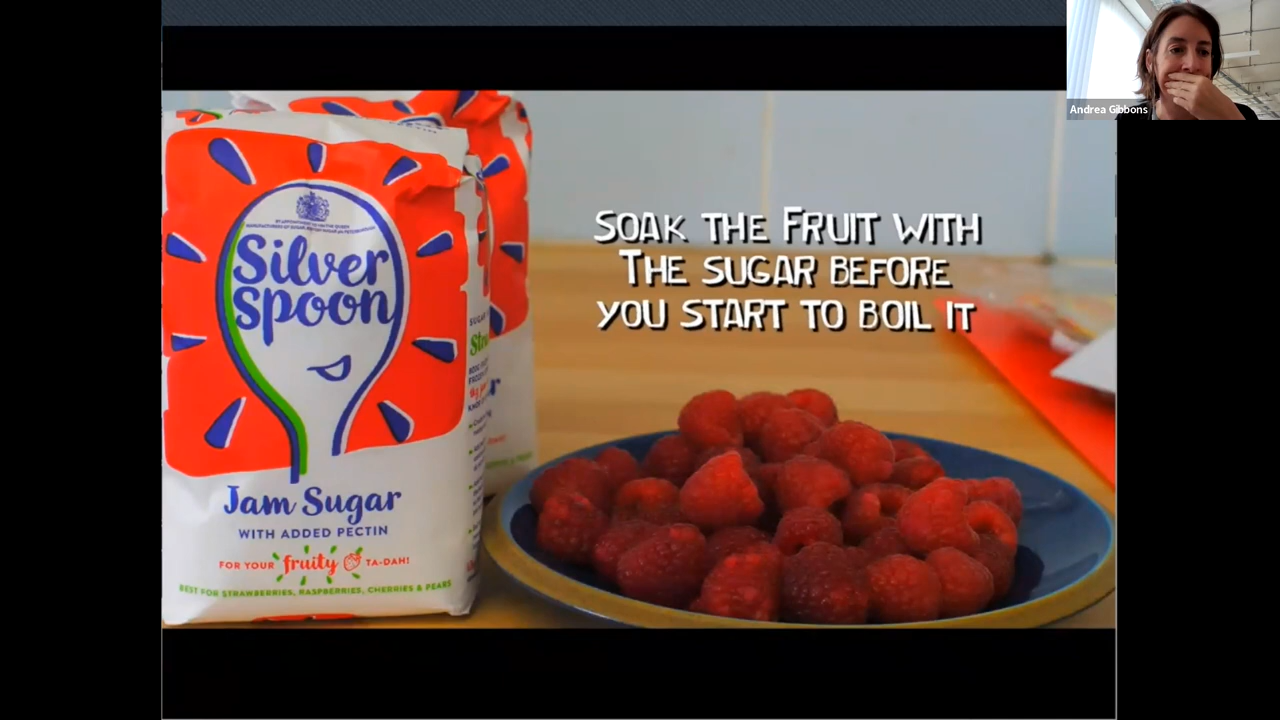 Silver
spoon
Jam Sugar
WITH ADDED PECTIN
FOR YOUR fruity TA-DAH!
BEST FOR STRAWBERRIES, RASPBERRIES, CHERRIES & PEARS
SOAK THE FRUIT WITH
THE SUGAR BEFORE
YOU START TO BOIL IT
Andrea Gibbons